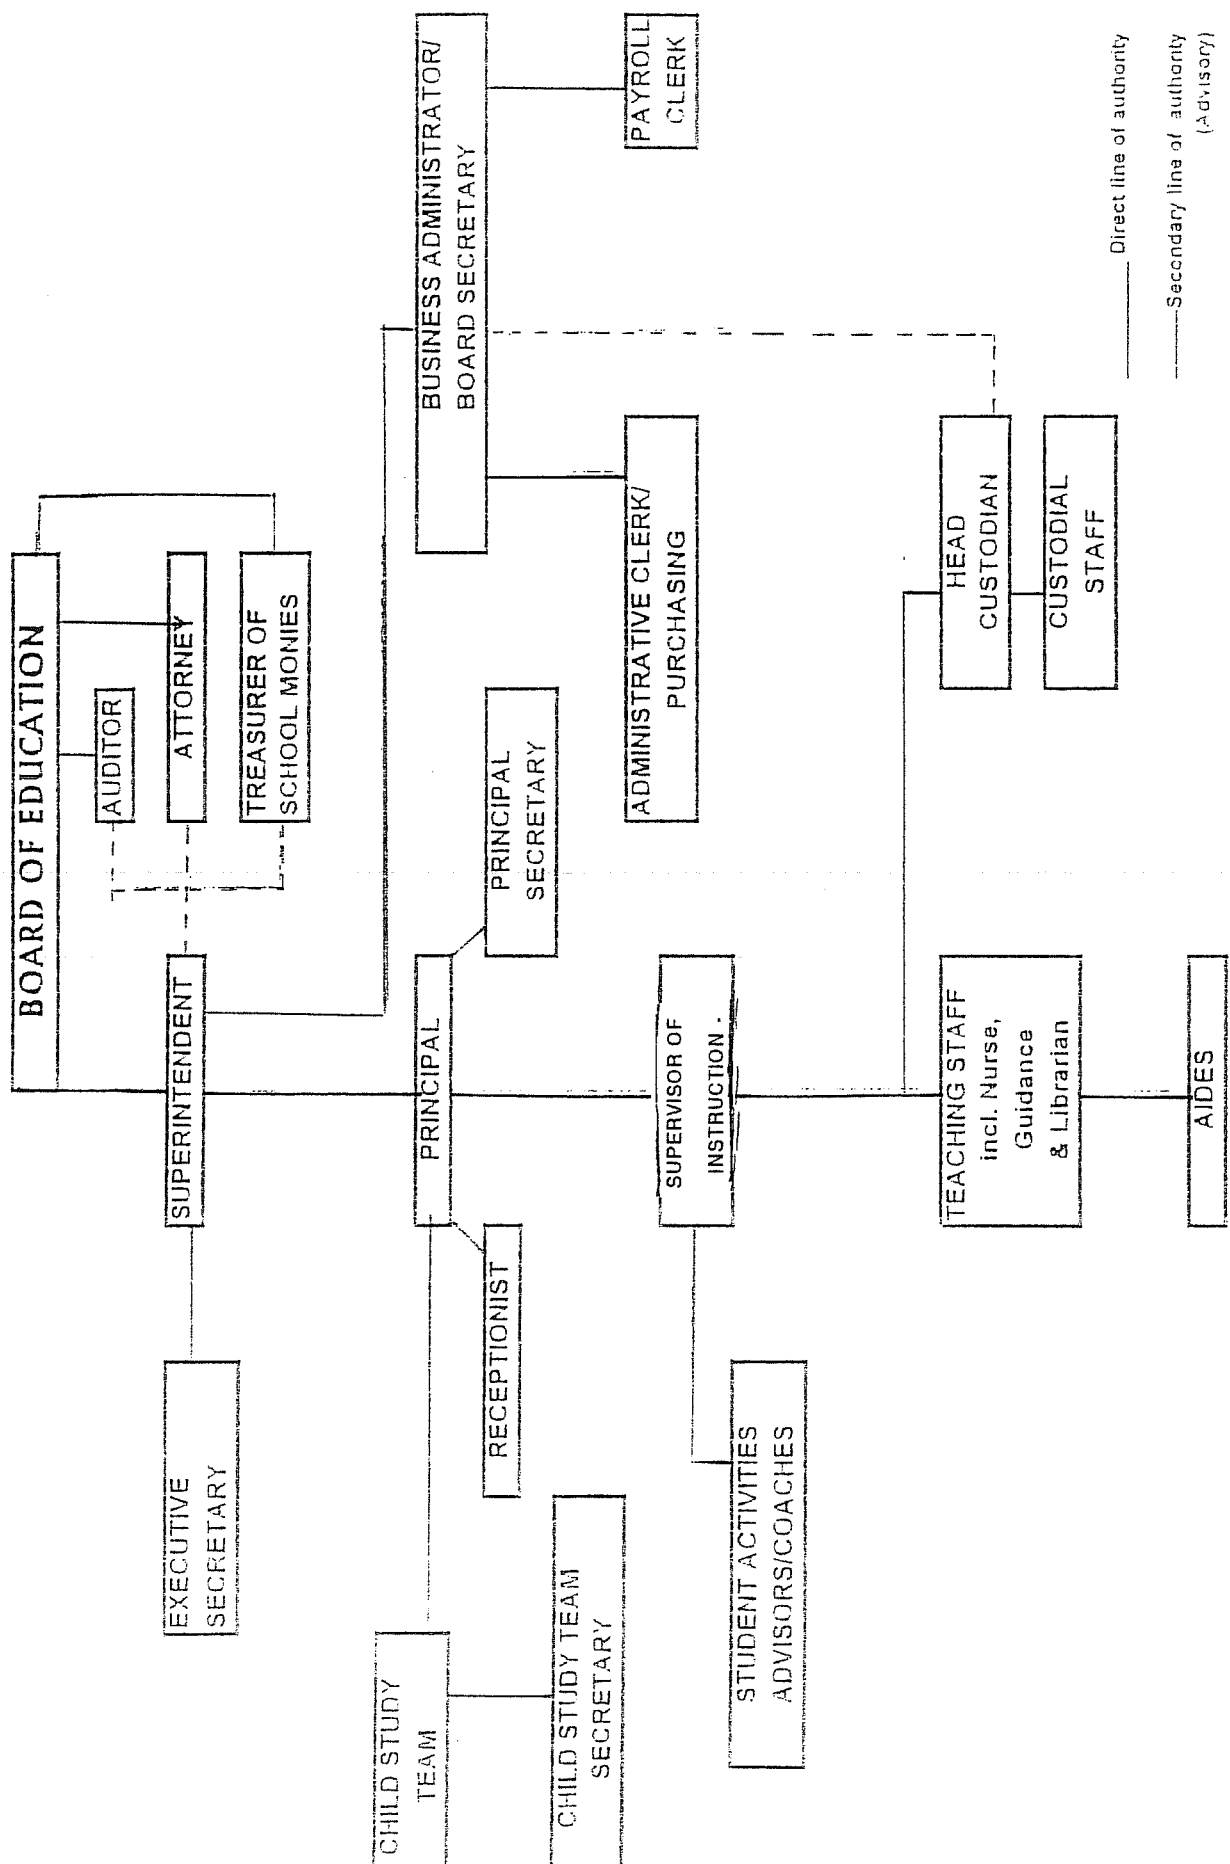 BOARD OF EDUCATION
AUDITOR
ATTORNEY
TREASURER OF
SCHOOL MONIES
SUPERINTENDENT
EXECUTIVE
SECRETARY
BUSINESS ADMINISTRATOR/
BOARD SECRETARY
PRINCIPAL
CHILD STUDY
TEAM
RECEPTIONIST
PRINCIPAL
SECRETARY
CHILD STUDY TEAM
SECRETARY
ADMINISTRATIVE CLERK/
PURCHASING
PAYROLL
CLERK
SUPERVISOR OF
INSTRUCTION .
STUDENT ACTIVITIES
ADVISORS/COACHES
TEACHING STAFF
incl. Nurse,
Guidance
& Librarian
HEAD
CUSTODIAN
CUSTODIAL
STAFF
AIDES
Direct line of authority
Secondary line of authority
(Advisory)